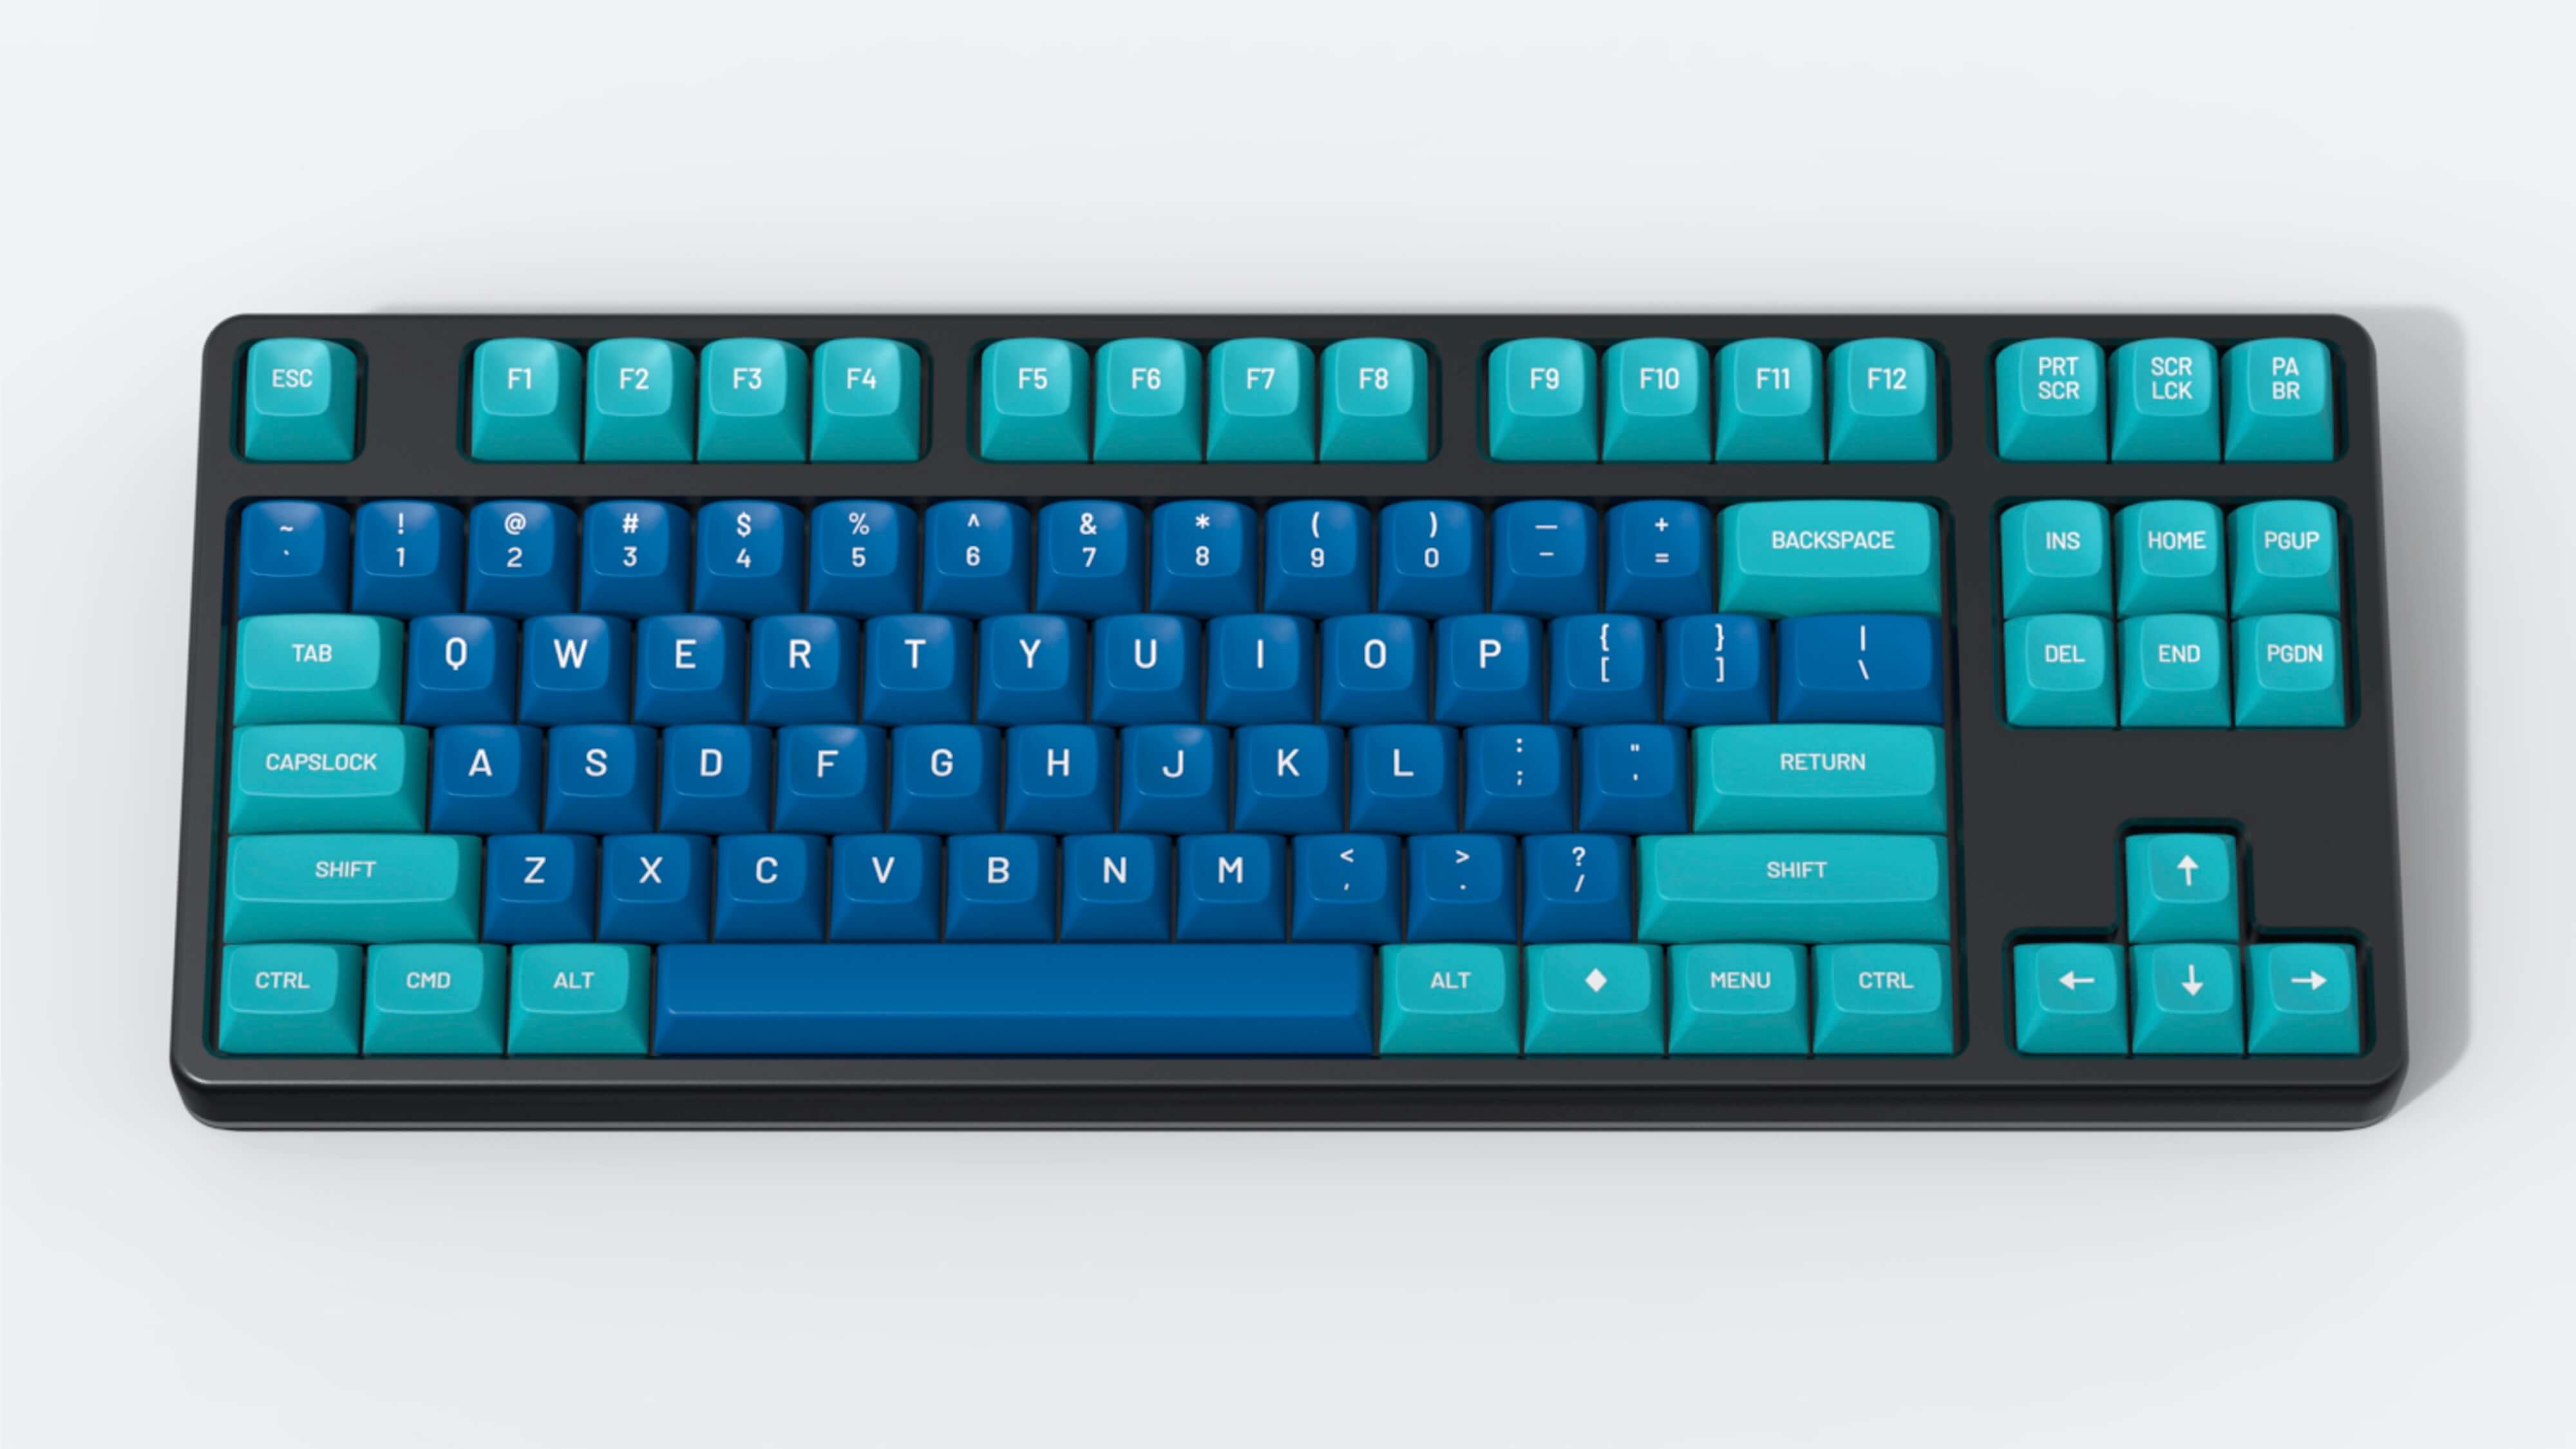 ESC F1 F2 F3 F4 F5 F6 F7 F8 F9 F10 F11 F12 PRT SCR SCR LCK PA BR
~ ! @ # $ % ^ & * ( ) — +
` 1 2 3 4 5 6 7 8 9 0 - = BACKSPACE INS HOME PGUP
TAB Q W E R T Y U I O P { [ } ] | \ DEL END PGDN
CAPSLOCK A S D F G H J K L : ; " ' RETURN
SHIFT Z X C V B N M < , > . ? / SHIFT ↑
CTRL CMD ALT ALT ◆ MENU CTRL ← ↓ →